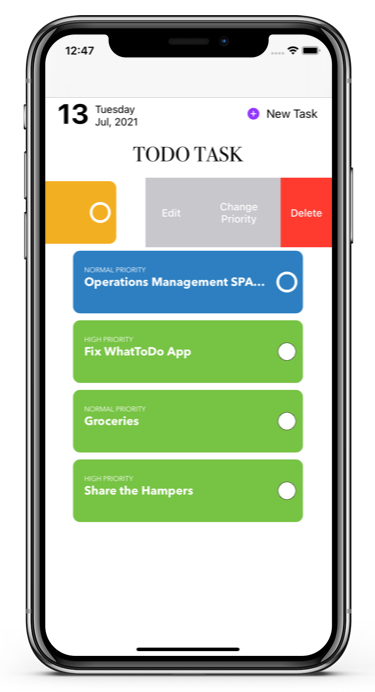 12:47
13
Tuesday
Jul, 2021
New Task
TODO TASK
Edit
Change
Priority
Delete
NORMAL PRIORITY
Operations Management SPA...
HIGH PRIORITY
Fix WhatToDo App
NORMAL PRIORITY
Groceries
HIGH PRIORITY
Share the Hampers